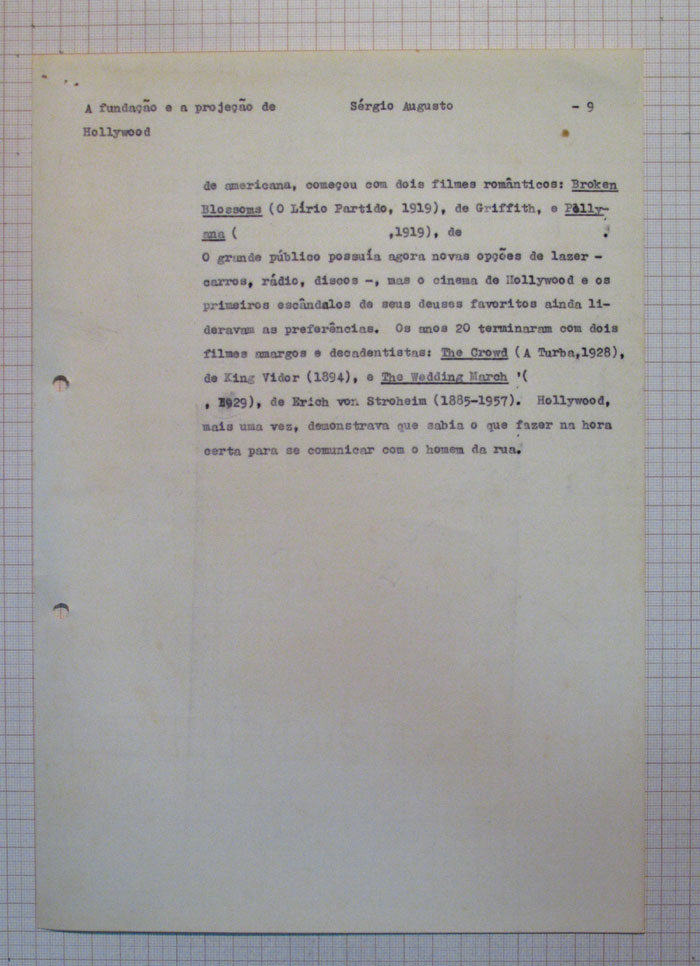 A fundação e a projeção de Sérgio Augusto - 9
Hollywood
de americana, começou com dois filmes românticos: Broken
Blossoms (O Lírio Partido, 1919), de Griffith, e Polly-
ana ( ,1919), de .
O grande público possuía agora novas opções de lazer -
carros, rádio, discos -, mas o cinema de Hollywood e os
primeiros escândalos de seus deuses favoritos ainda li-
deravam as preferências. Os anos 20 terminaram com dois
filmes amargos e decadentistas: The Crowd (A Turba,1928),
de King Vidor (1894), e The Wedding March '(
, 1929), de Erich von Stroheim (1885-1957). Hollywood,
mais uma vez, demonstrava que sabia o que fazer na hora
certa para se comunicar com o homem da rua.